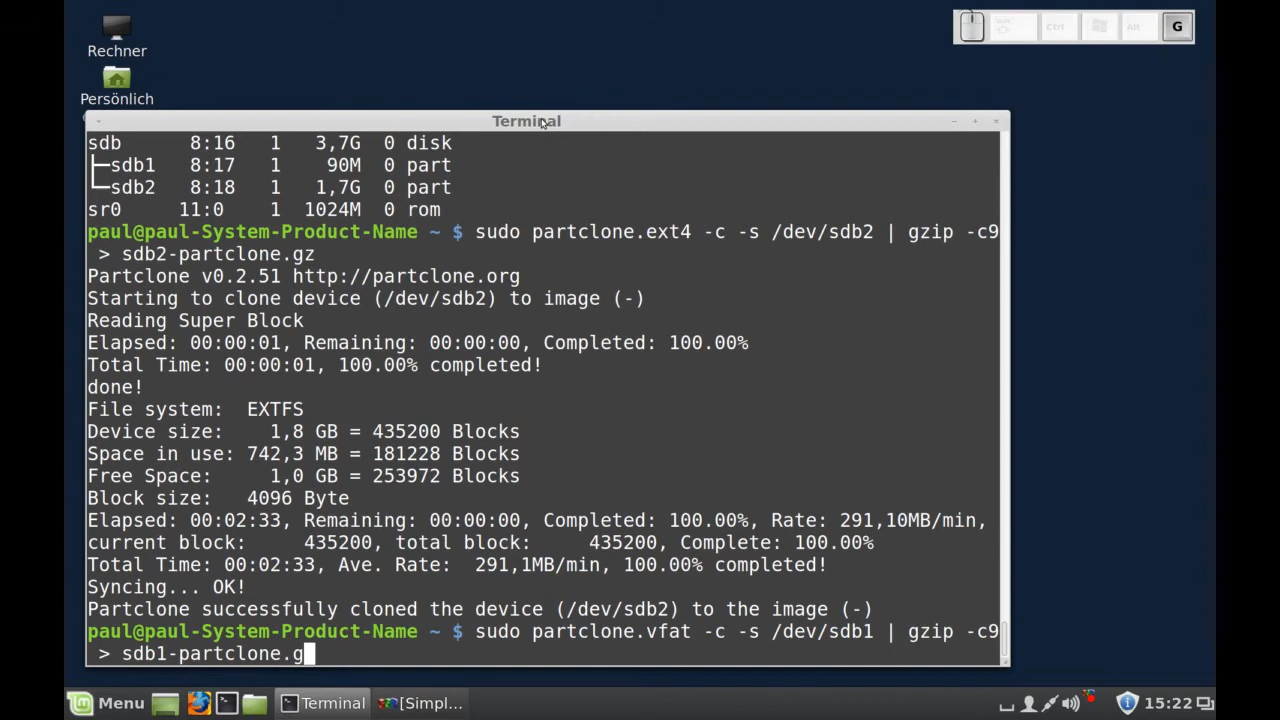 Rechner
Persönlich
Ctrl
Alt
G
Terminal
sdb 8:16 1 3,7G 0 disk
├─sdb1 8:17 1 90M 0 part
└─sdb2 8:18 1 1,7G 0 part
sr0 11:0 1 1024M 0 rom
paul@paul-System-Product-Name ~ $ sudo partclone.ext4 -c -s /dev/sdb2 | gzip -c9
> sdb2-partclone.gz
Partclone v0.2.51 http://partclone.org
Starting to clone device (/dev/sdb2) to image (-)
Reading Super Block
Elapsed: 00:00:01, Remaining: 00:00:00, Completed: 100.00%
Total Time: 00:00:01, 100.00% completed!
done!
File system: EXTFS
Device size: 1,8 GB = 435200 Blocks
Space in use: 742,3 MB = 181228 Blocks
Free Space: 1,0 GB = 253972 Blocks
Block size: 4096 Byte
Elapsed: 00:02:33, Remaining: 00:00:00, Completed: 100.00%, Rate: 291,10MB/min,
current block: 435200, total block: 435200, Complete: 100.00%
Total Time: 00:02:33, Ave. Rate: 291,1MB/min, 100.00% completed!
Syncing... OK!
Partclone successfully cloned the device (/dev/sdb2) to the image (-)
paul@paul-System-Product-Name ~ $ sudo partclone.vfat -c -s /dev/sdb1 | gzip -c9
> sdb1-partclone.g
Menu
Terminal
[Simpl...
15:22